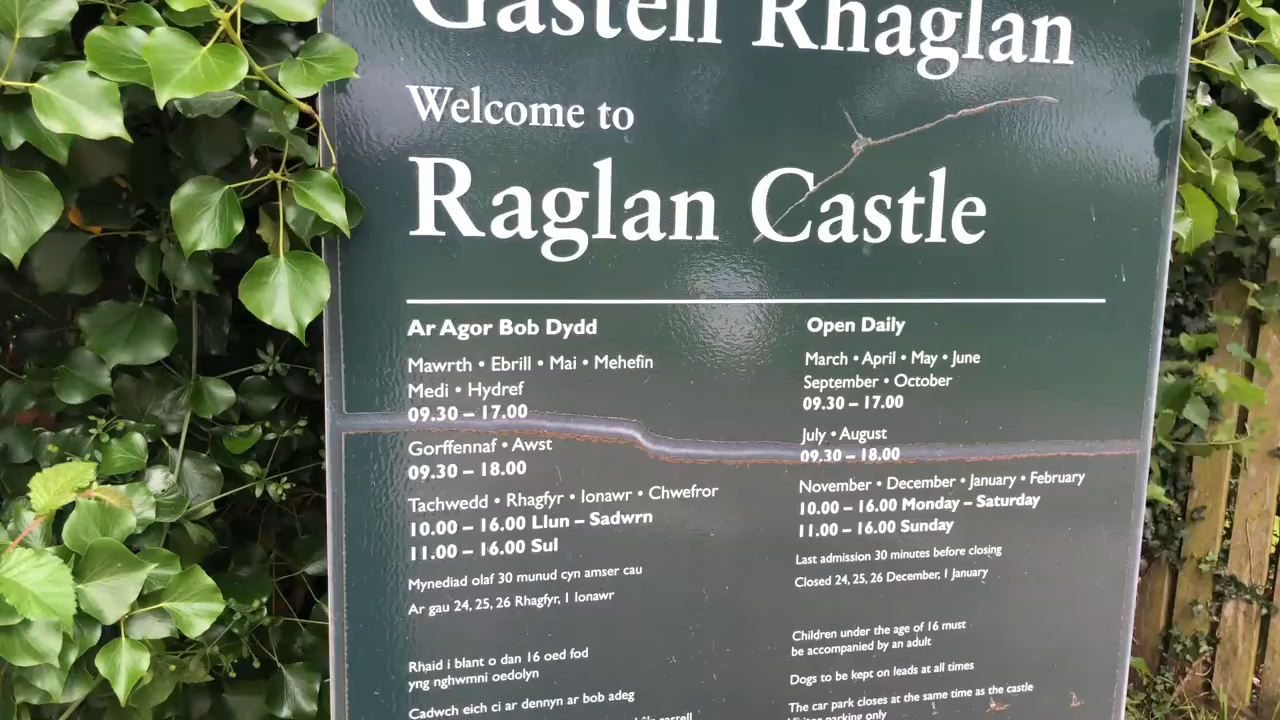 Gastell Rhaglan
Welcome to
Raglan Castle
Ar Agor Bob Dydd
Mawrth • Ebrill • Mai • Mehefin
Medi • Hydref
09.30 – 17.00
Gorffennaf • Awst
09.30 – 18.00
Tachwedd • Rhagfyr • Ionawr • Chwefror
10.00 – 16.00 Llun – Sadwrn
11.00 – 16.00 Sul
Mynediad olaf 30 munud cyn amser cau
Ar gau 24, 25, 26 Rhagfyr, 1 Ionawr
Rhaid i blant o dan 16 oed fod
yng nghwmni oedolyn
Cadwch eich ci ar dennyn ar bob adeg
castell
Open Daily
March • April • May • June
September • October
09.30 – 17.00
July • August
09.30 – 18.00
November • December • January • February
10.00 – 16.00 Monday – Saturday
11.00 – 16.00 Sunday
Last admission 30 minutes before closing
Closed 24, 25, 26 December, 1 January
Children under the age of 16 must
be accompanied by an adult
Dogs to be kept on leads at all times
The car park closes at the same time as the castle
Visitor parking only